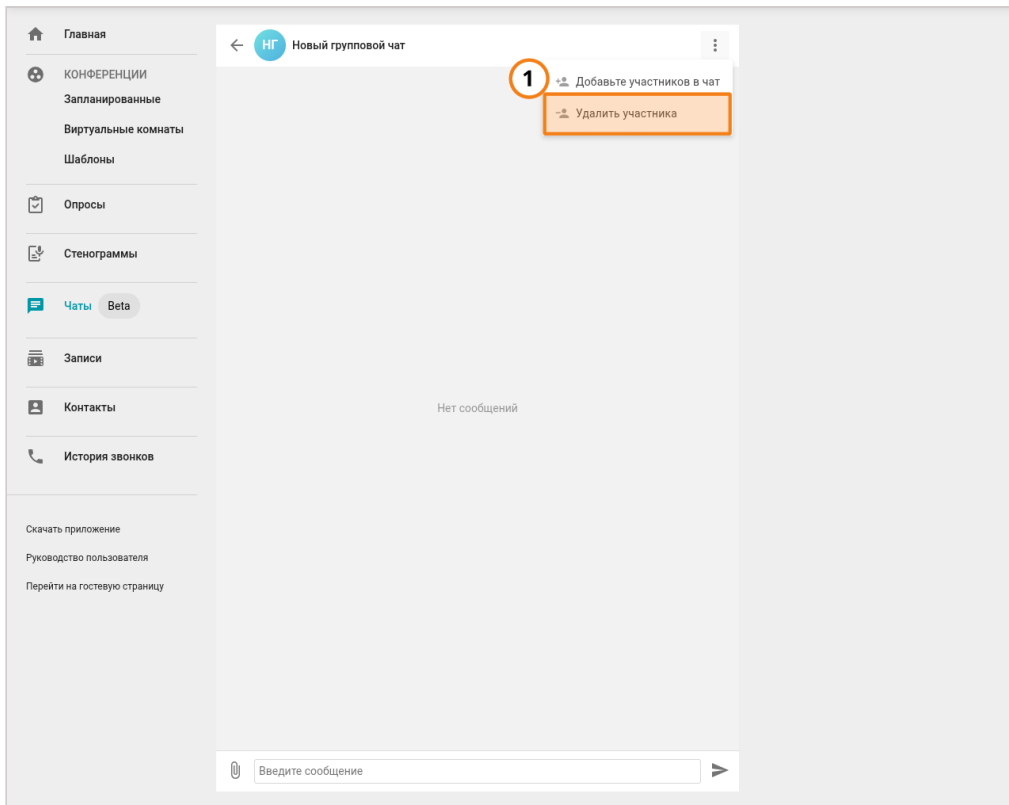 Главная
КОНФЕРЕНЦИИ
Запланированные
Виртуальные комнаты
Шаблоны
Опросы
Стенограммы
Чаты Beta
Записи
Контакты
История звонков
Скачать приложение
Руководство пользователя
Перейти на гостевую страницу
НГ Новый групповой чат
1
Добавьте участников в чат
Удалить участника
Нет сообщений
Введите сообщение